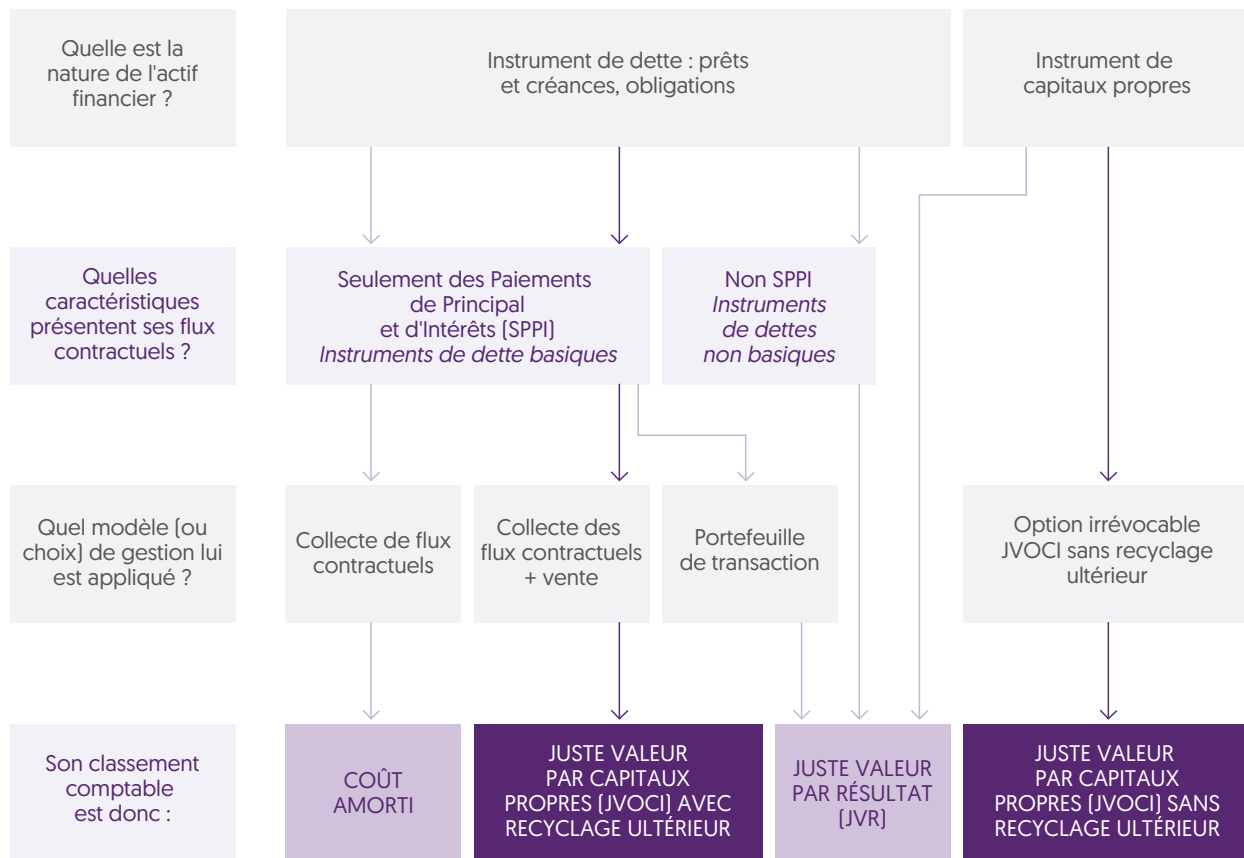 Quelle est la
nature de l'actif
financier ?
Instrument de dette : prêts
et créances, obligations
Instrument de
capitaux propres
Quelles
caractéristiques
présentent ses flux
contractuels ?
Seulement des Paiements
de Principal
et d'Intérêts (SPPI)
Instruments de dette basiques
Non SPPI
Instruments
de dettes
non basiques
Quel modèle (ou
choix) de gestion lui
est appliqué ?
Collecte de flux
contractuels
Collecte des
flux contractuels
+ vente
Portefeuille
de transaction
Option irrévocable
JVOCI sans recyclage
ultérieur
Son classement
comptable
est donc :
COÛT
AMORTI
JUSTE VALEUR
PAR CAPITAUX
PROPRES (JVOCI) AVEC
RECYCLAGE ULTÉRIEUR
JUSTE VALEUR
PAR RÉSULTAT
(JVR)
JUSTE VALEUR
PAR CAPITAUX
PROPRES (JVOCI) SANS
RECYCLAGE ULTÉRIEUR